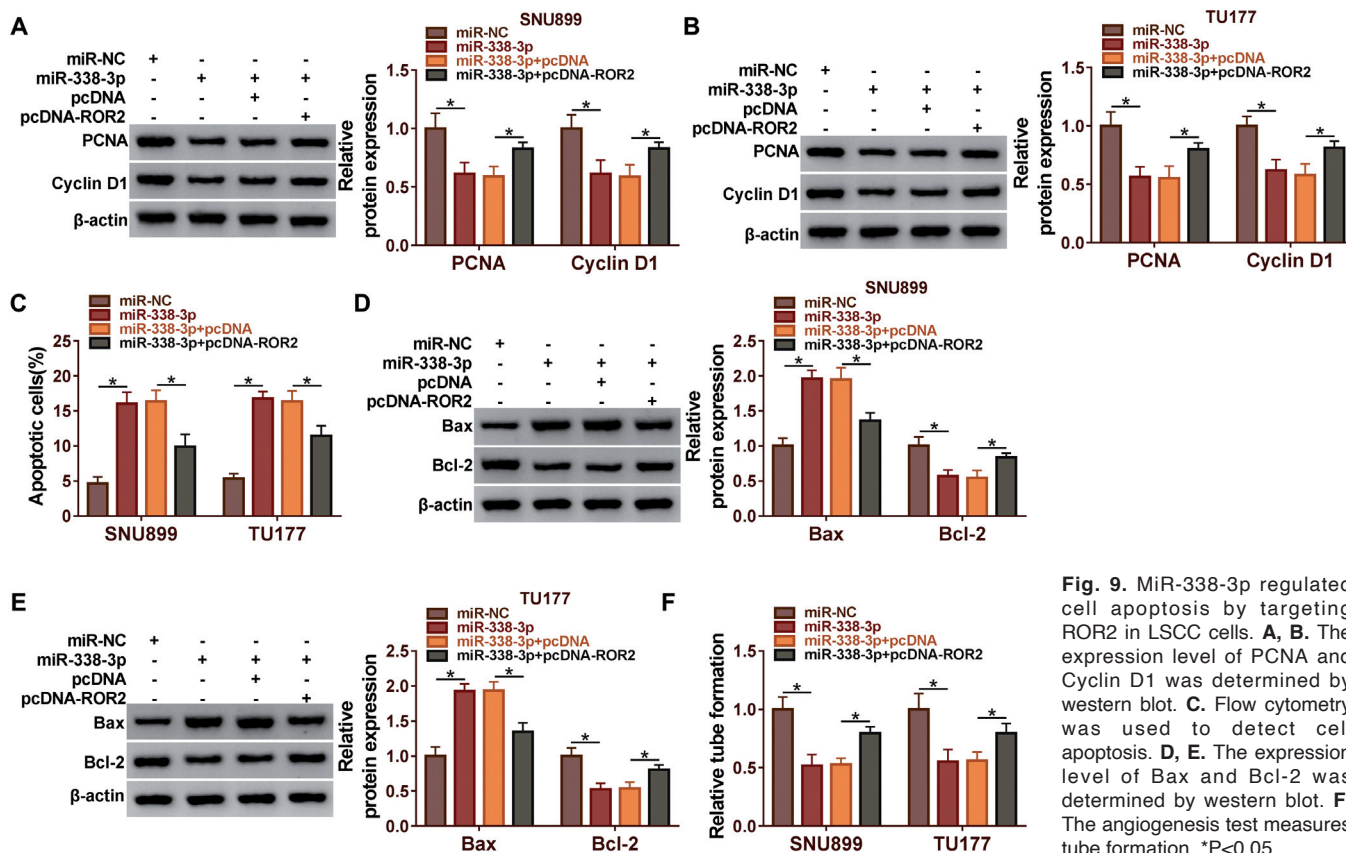 A
miR-NC + - - -
miR-338-3p - + + +
pcDNA - - + -
pcDNA-ROR2 - - - +
PCNA
Cyclin D1
β-actin
SNU899
miR-NC
miR-338-3p
miR-338-3p+pcDNA
miR-338-3p+pcDNA-ROR2
Relative
protein expression
1.5
1.0
0.5
0.0
* * * *
PCNA Cyclin D1
B
miR-NC + - - -
miR-338-3p - + + +
pcDNA - - + -
pcDNA-ROR2 - - - +
PCNA
Cyclin D1
β-actin
TU177
miR-NC
miR-338-3p
miR-338-3p+pcDNA
miR-338-3p+pcDNA-ROR2
Relative
protein expression
1.5
1.0
0.5
0.0
* * * *
PCNA Cyclin D1
C
miR-NC
miR-338-3p
miR-338-3p+pcDNA
miR-338-3p+pcDNA-ROR2
Apoptotic cells(%)
25
20
15
10
5
0
* * * *
SNU899 TU177
D
miR-NC + - - -
miR-338-3p - + + +
pcDNA - - + -
pcDNA-ROR2 - - - +
Bax
Bcl-2
β-actin
SNU899
miR-NC
miR-338-3p
miR-338-3p+pcDNA
miR-338-3p+pcDNA-ROR2
Relative
protein expression
2.5
2.0
1.5
1.0
0.5
0.0
* * * *
Bax Bcl-2
E
miR-NC + - - -
miR-338-3p - + + +
pcDNA - - + -
pcDNA-ROR2 - - - +
Bax
Bcl-2
β-actin
TU177
miR-NC
miR-338-3p
miR-338-3p+pcDNA
miR-338-3p+pcDNA-ROR2
Relative
protein expression
2.5
2.0
1.5
1.0
0.5
0.0
* * * *
Bax Bcl-2
F
miR-NC
miR-338-3p
miR-338-3p+pcDNA
miR-338-3p+pcDNA-ROR2
Relative tube formation
1.5
1.0
0.5
0.0
* * * *
SNU899 TU177
Fig. 9. MiR-338-3p regulated
cell apoptosis by targeting
ROR2 in LSCC cells. A, B. The
expression level of PCNA and
Cyclin D1 was determined by
western blot. C. Flow cytometry
was used to detect cell
apoptosis. D, E. The expression
level of Bax and Bcl-2 was
determined by western blot. F
The angiogenesis test measures
tube formation. *P<0.05